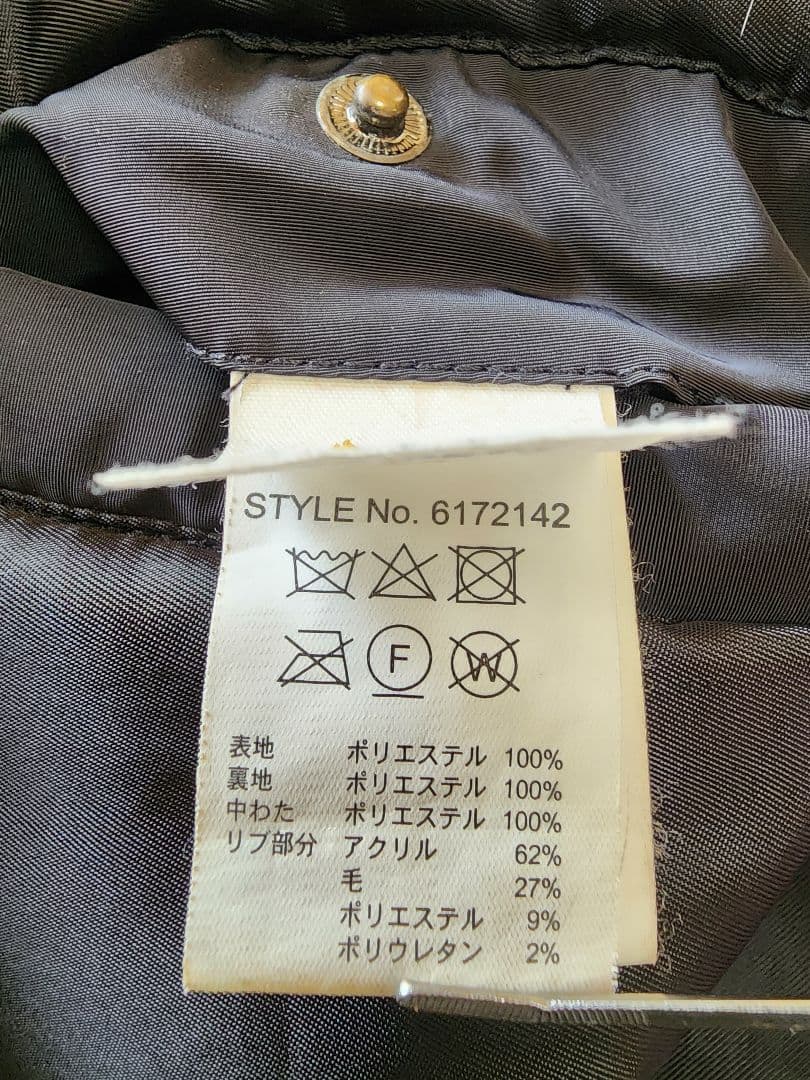 STYLE No. 6172142
F W
表地 ポリエステル 100%
裏地 ポリエステル 100%
中わた ポリエステル 100%
リブ部分 アクリル 62%
毛 27%
ポリエステル 9%
ポリウレタン 2%